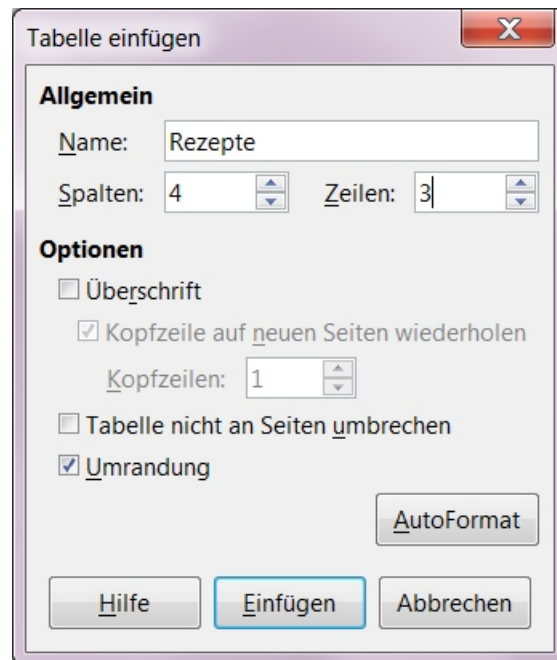 Tabelle einfügen
Allgemein
Name: Rezepte
Spalten: 4 Zeilen: 3
Optionen
Überschrift
Kopfzeile auf neuen Seiten wiederholen
Kopfzeilen: 1
Tabelle nicht an Seiten umbrechen
Umrandung
AutoFormat
Hilfe Einfügen Abbrechen